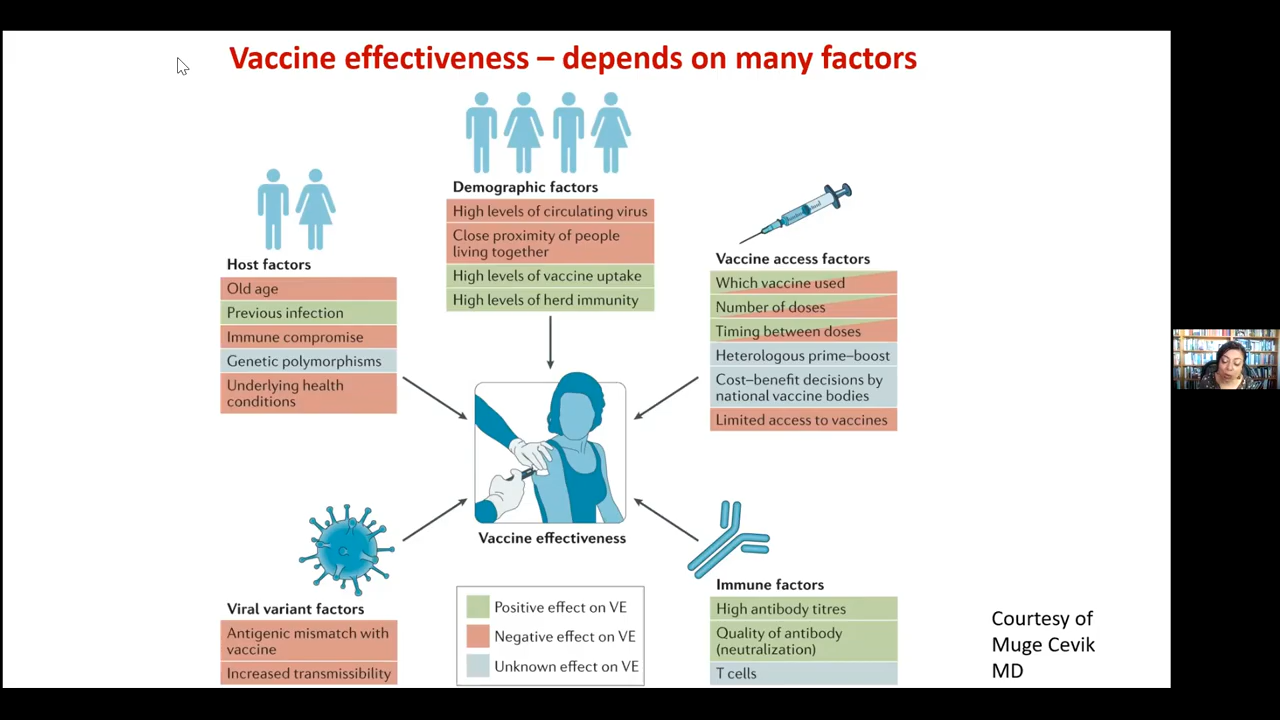 Vaccine effectiveness – depends on many factors
Demographic factors
High levels of circulating virus
Close proximity of people
living together
High levels of vaccine uptake
High levels of herd immunity
Host factors
Old age
Previous infection
Immune compromise
Genetic polymorphisms
Underlying health
conditions
Vaccine access factors
Which vaccine used
Number of doses
Timing between doses
Heterologous prime–boost
Cost–benefit decisions by
national vaccine bodies
Limited access to vaccines
Vaccine effectiveness
Viral variant factors
Antigenic mismatch with
vaccine
Increased transmissibility
Positive effect on VE
Negative effect on VE
Unknown effect on VE
Immune factors
High antibody titres
Quality of antibody
(neutralization)
T cells
Courtesy of
Muge Cevik
MD